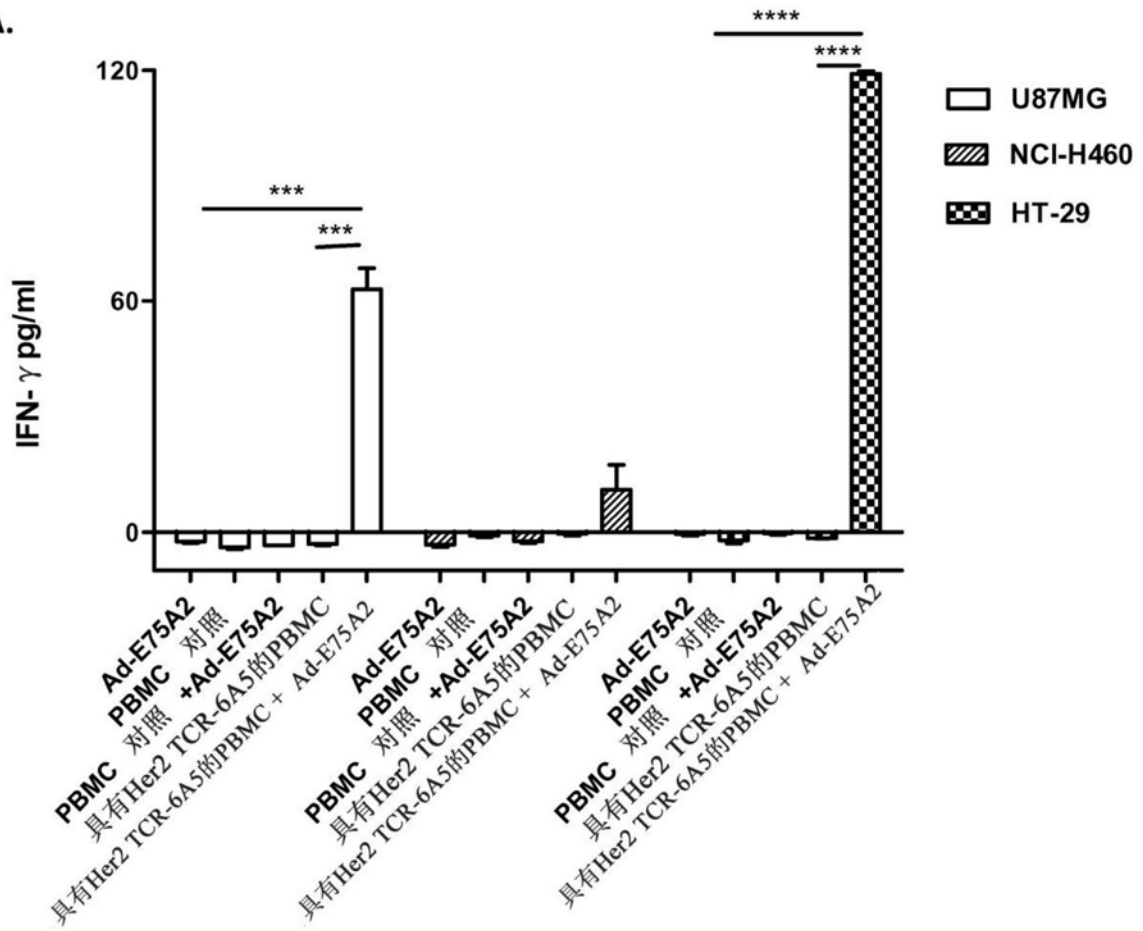 A.
****
****
120
U87MG
NCI-H460
HT-29
***
***
60
IFN- γ pg/ml
0
Ad-E75A2
PBMC 对照
PBMC 对照 +Ad-E75A2
具有Her2 TCR-6A5的PBMC
具有Her2 TCR-6A5的PBMC + Ad-E75A2
Ad-E75A2
PBMC 对照
PBMC 对照 +Ad-E75A2
具有Her2 TCR-6A5的PBMC
具有Her2 TCR-6A5的PBMC + Ad-E75A2
Ad-E75A2
PBMC 对照
PBMC 对照 +Ad-E75A2
具有Her2 TCR-6A5的PBMC
具有Her2 TCR-6A5的PBMC + Ad-E75A2